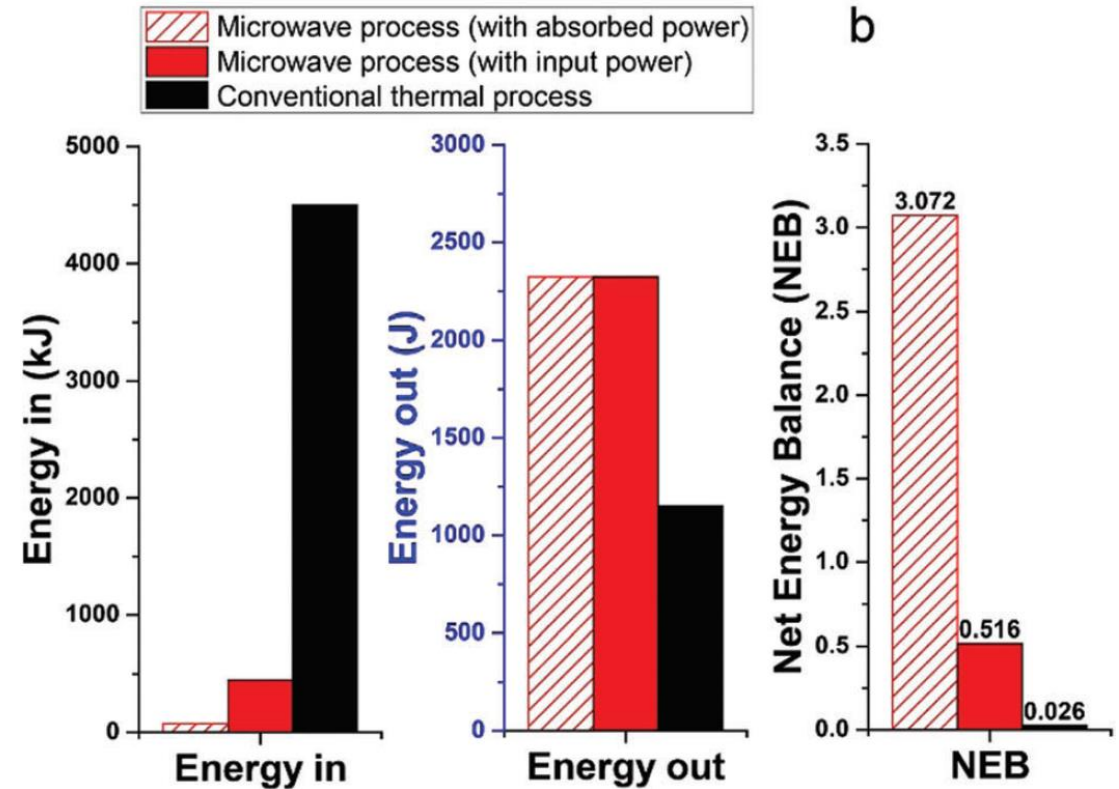 Microwave process (with absorbed power)
Microwave process (with input power)
Conventional thermal process
b
Energy in (kJ)
5000
4000
3000
2000
1000
0
Energy in
Energy out (J)
3000
2500
2000
1500
1000
500
0
Energy out
Net Energy Balance (NEB)
3.5
3.0
2.5
2.0
1.5
1.0
0.5
0.0
3.072
0.516
0.026
NEB